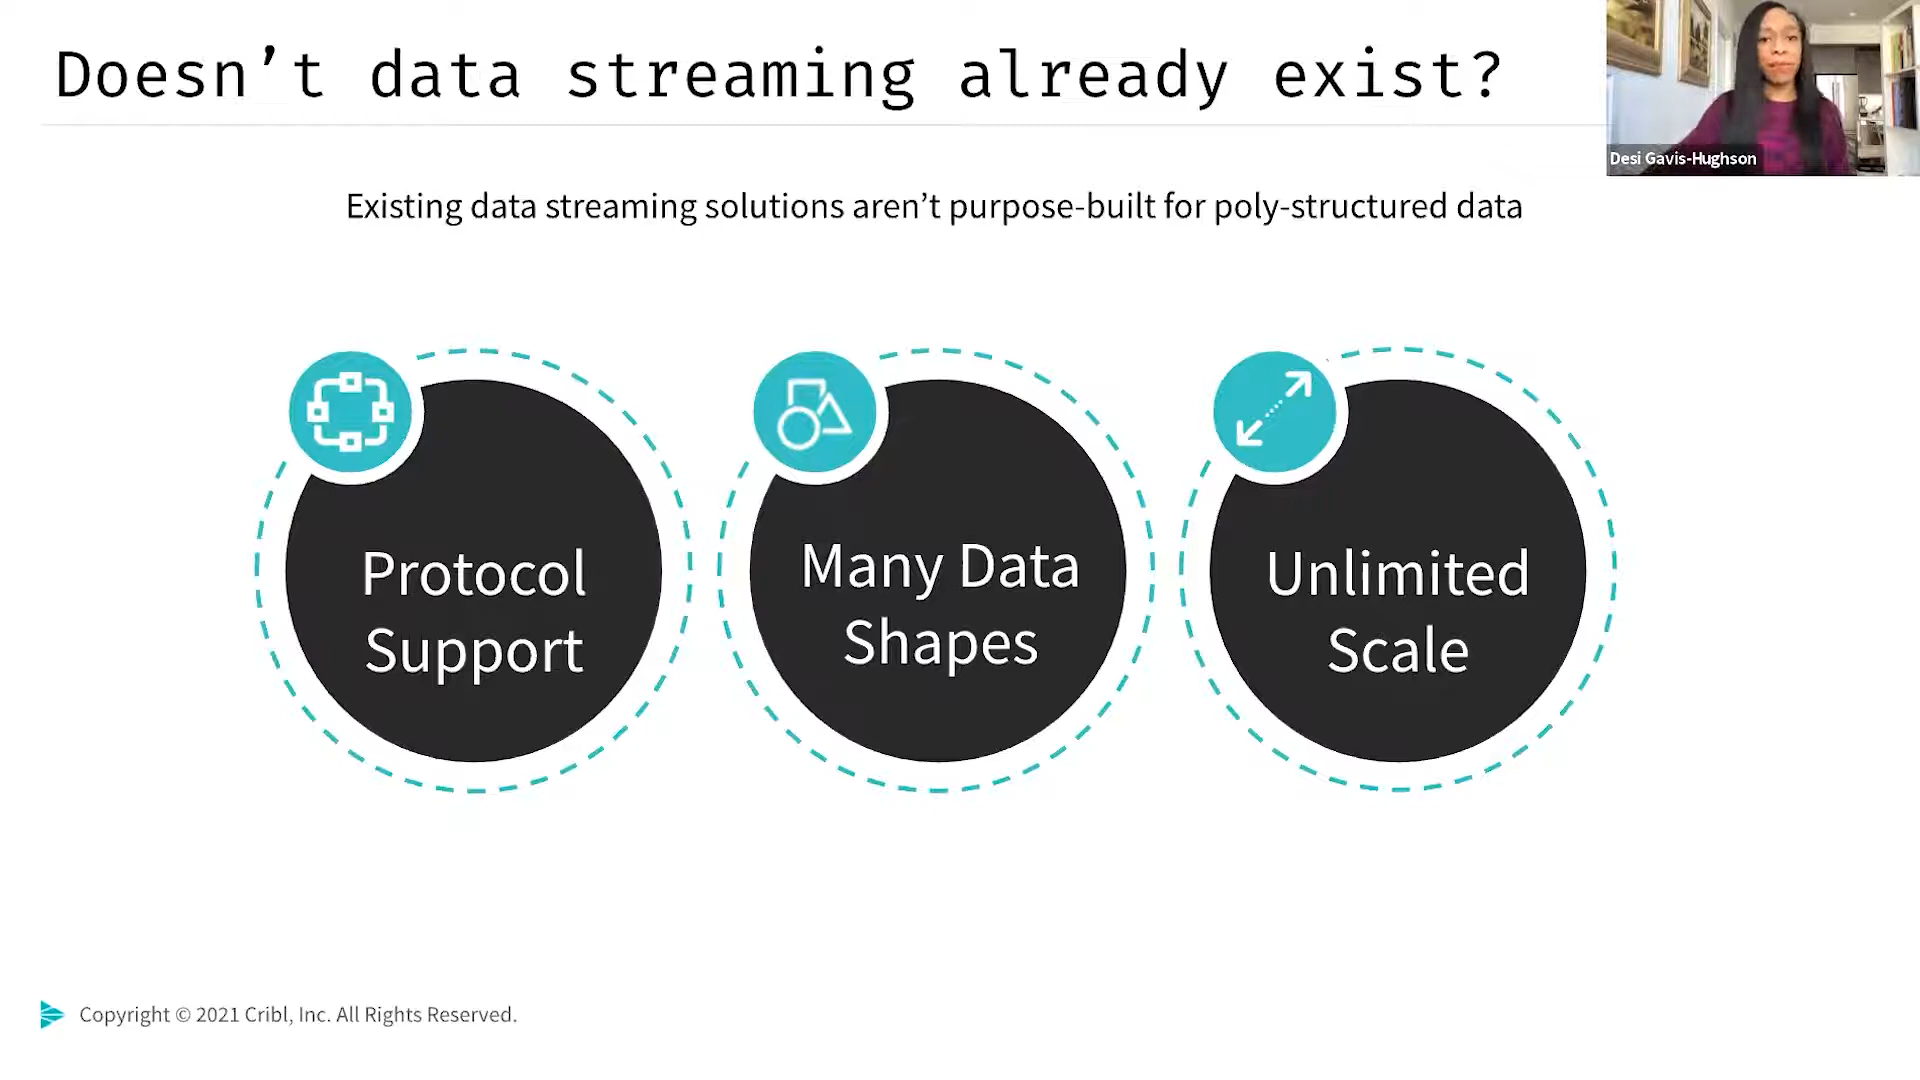 Doesn’t data streaming already exist?
Desi Gavis-Hughson
Existing data streaming solutions aren’t purpose-built for poly-structured data
Protocol
Support
Many Data
Shapes
Unlimited
Scale
Copyright © 2021 Cribl, Inc. All Rights Reserved.